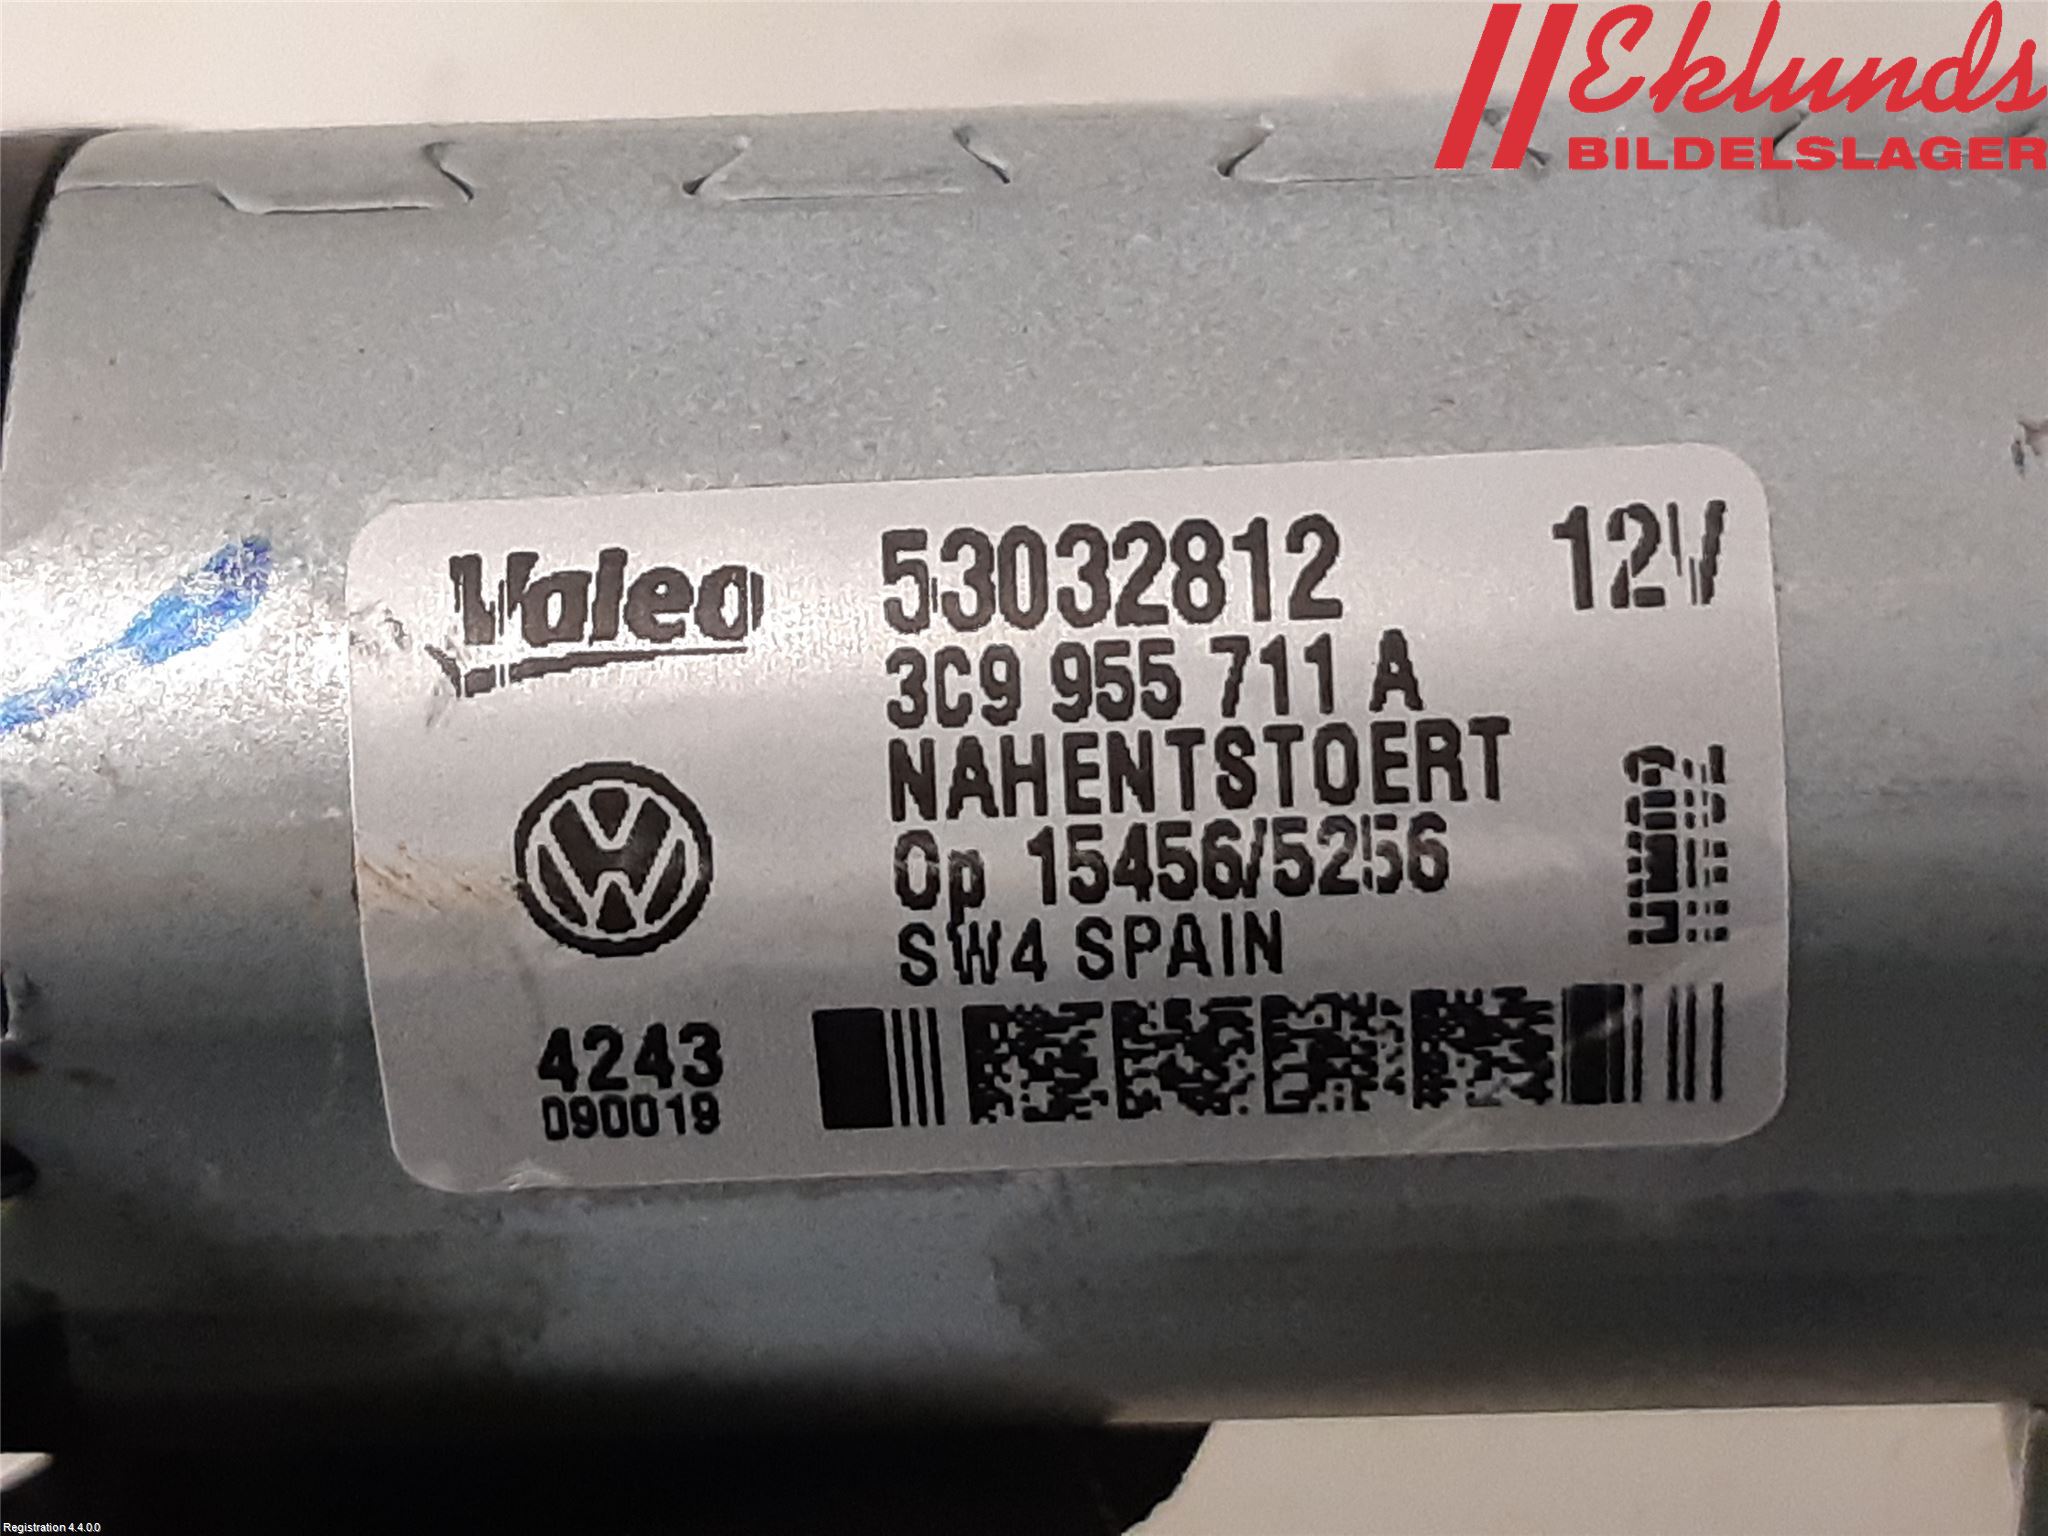 Eklunds
BILDELSLAGER
Valeo
53032812
12V
3C9 955 711 A
NAHENTSTOERT
Op 15456/5256
SW4 SPAIN
4243
090019
Registration 4.4.0.0